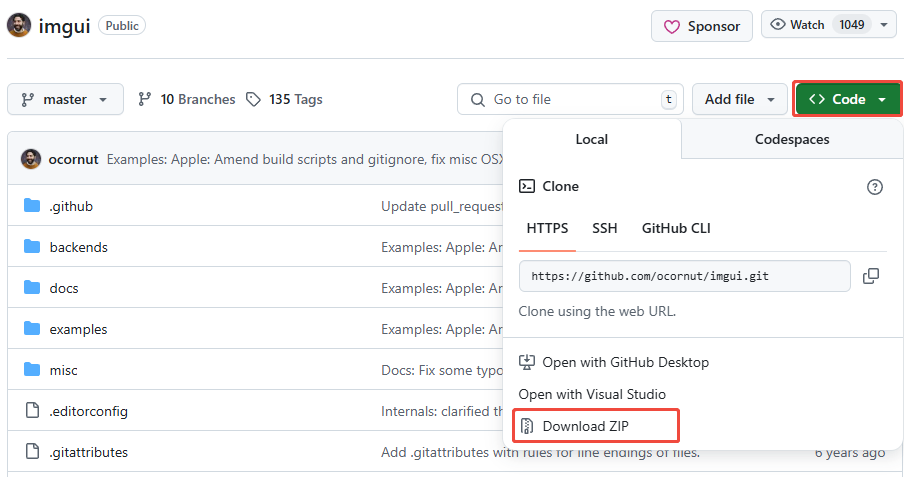 imgui Public Sponsor Watch 1049
master 10 Branches 135 Tags Go to file t Add file Code
Local Codespaces
ocornut Examples: Apple: Amend build scripts and gitignore, fix misc OSX
Clone
.github Update pull_request
HTTPS SSH GitHub CLI
backends Examples: Apple: Am
https://github.com/ocornut/imgui.git
docs Examples: Apple: Am
Clone using the web URL.
examples Examples: Apple: Am
Open with GitHub Desktop
misc Docs: Fix some typo
Open with Visual Studio
.editorconfig Internals: clarified th
Download ZIP
.gitattributes Add .gitattributes with rules for line endings of files. 6 years ago